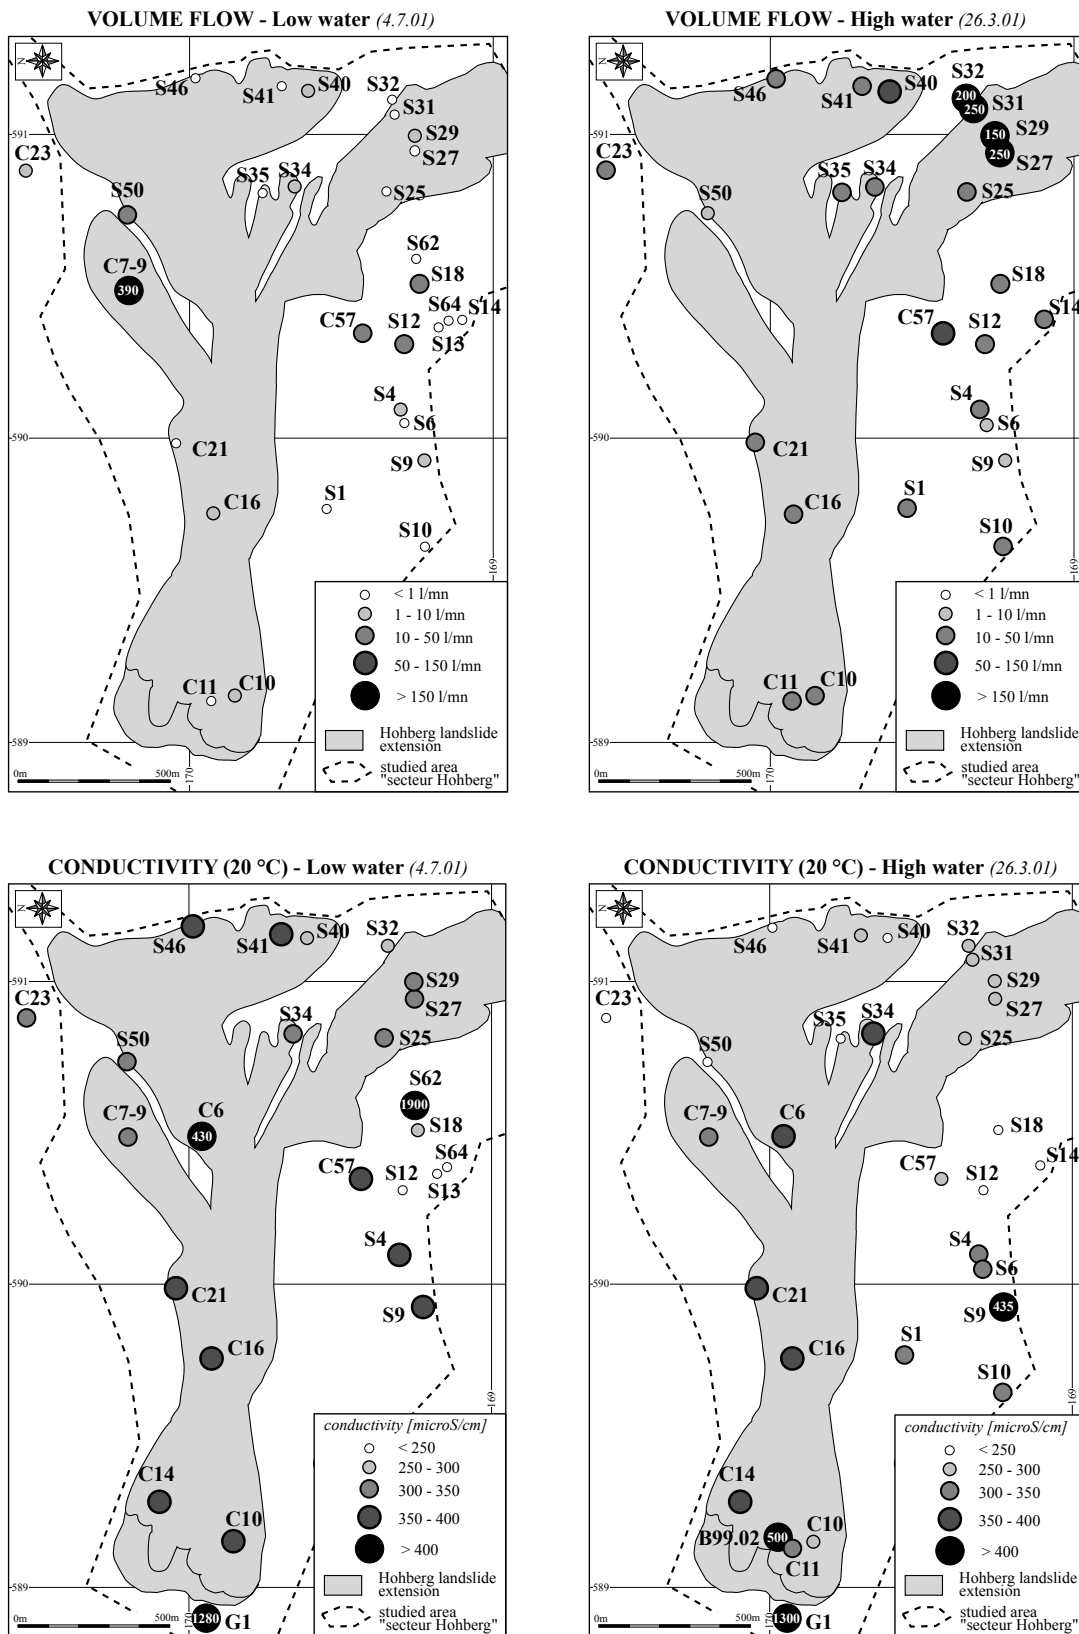 VOLUME FLOW - Low water (4.7.01)
N
S46
S41
S40
S32
S31
591
S29
S27
C23
S35
S34
S25
S50
S62
C7-9
390
S18
S64
S14
C57
S12
S13
S4
S6
590
C21
S9
C16
S1
S10
169
< 1 l/mn
1 - 10 l/mn
10 - 50 l/mn
50 - 150 l/mn
> 150 l/mn
C11
C10
Hohberg landslide
extension
589
studied area
"secteur Hohberg"
0m
500m
170
VOLUME FLOW - High water (26.3.01)
N
S46
S41
S40
S32
200
S31
250
591
150
S29
250
S27
C23
S35
S34
S25
S50
S18
S14
C57
S12
S4
S6
590
C21
S9
C16
S1
S10
169
< 1 l/mn
1 - 10 l/mn
10 - 50 l/mn
50 - 150 l/mn
> 150 l/mn
C11
C10
Hohberg landslide
extension
589
studied area
"secteur Hohberg"
0m
500m
170
CONDUCTIVITY (20 °C) - Low water (4.7.01)
N
S46
S41
S40
S32
591
S29
S27
C23
S34
S25
S50
S62
1900
C7-9
C6
430
S18
S64
C57
S12
S13
S4
590
C21
S9
C16
169
conductivity [microS/cm]
< 250
250 - 300
300 - 350
350 - 400
> 400
C14
C10
Hohberg landslide
extension
589
studied area
"secteur Hohberg"
0m
500m
170
1280
G1
CONDUCTIVITY (20 °C) - High water (26.3.01)
N
S46
S41
S40
S32
S31
591
S29
S27
C23
S35
S34
S25
S50
C7-9
C6
S18
S14
C57
S12
S4
S6
590
C21
S9
435
C16
S1
S10
169
conductivity [microS/cm]
< 250
250 - 300
300 - 350
350 - 400
> 400
C14
B99.02
500
C10
C11
Hohberg landslide
extension
589
studied area
"secteur Hohberg"
0m
500m
170
1300
G1